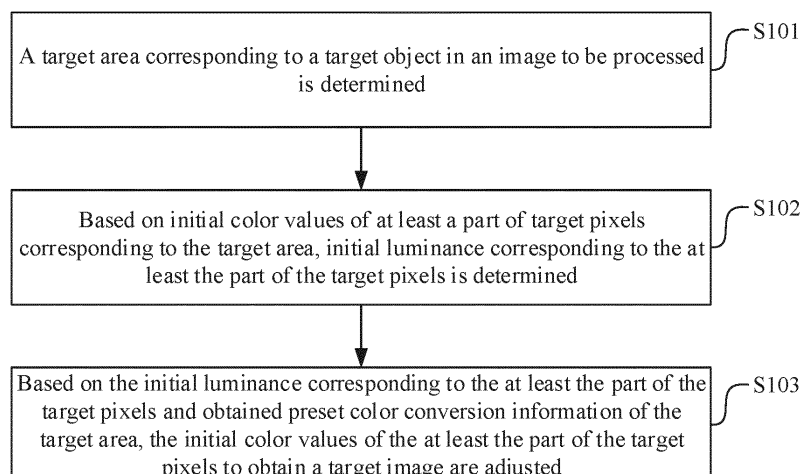 A target area corresponding to a target object in an image to be processed
is determined
S101
Based on initial color values of at least a part of target pixels
corresponding to the target area, initial luminance corresponding to the at
least the part of the target pixels is determined
S102
Based on the initial luminance corresponding to the at least the part of the
target pixels and obtained preset color conversion information of the
target area, the initial color values of the at least the part of the target
pixels to obtain a target image are adjusted
S103